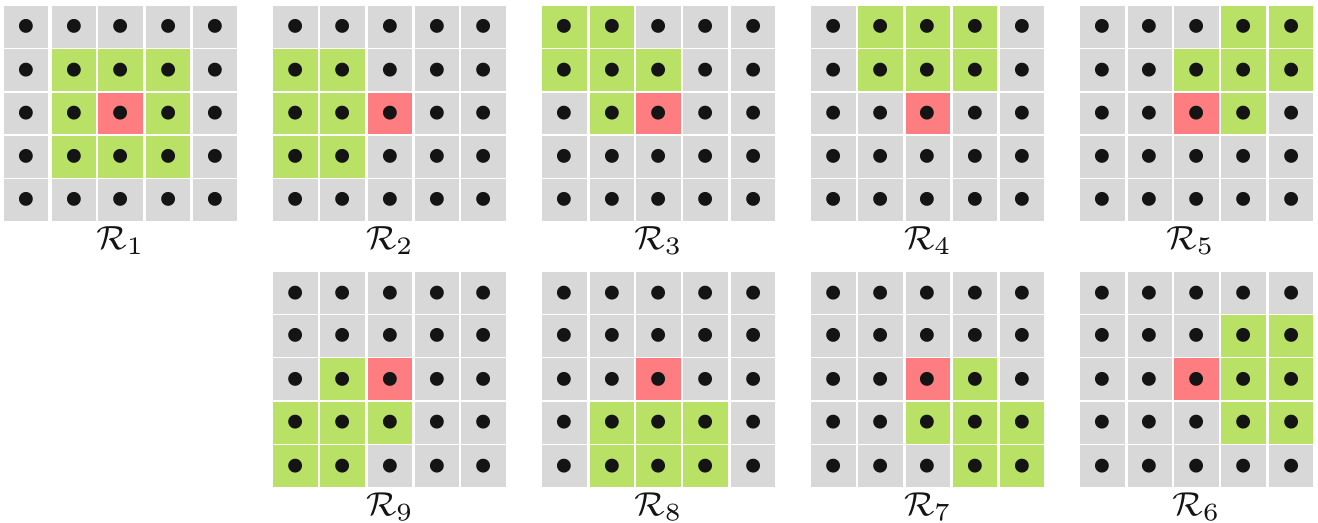 R₁ R₂ R₃ R₄ R₅
R₉ R₈ R₇ R₆